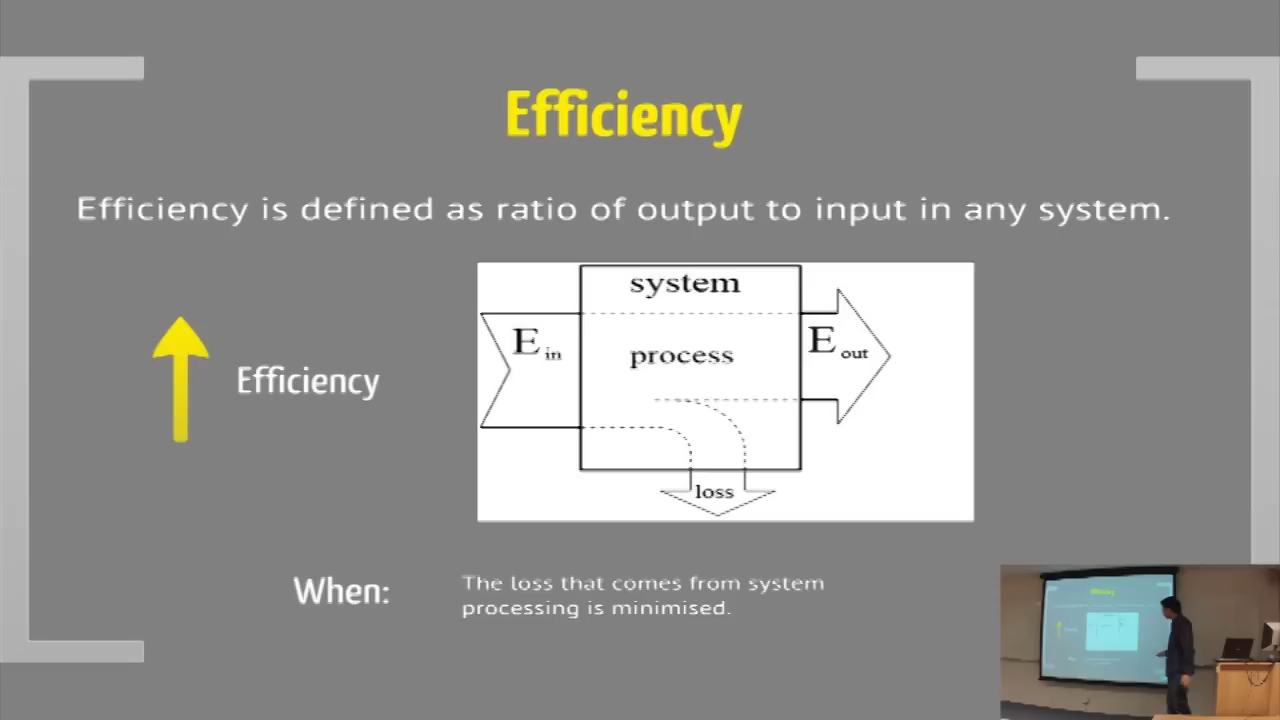 Efficiency
Efficiency is defined as ratio of output to input in any system.
system
E in
process
E out
loss
Efficiency
When:
The loss that comes from system
processing is minimised.